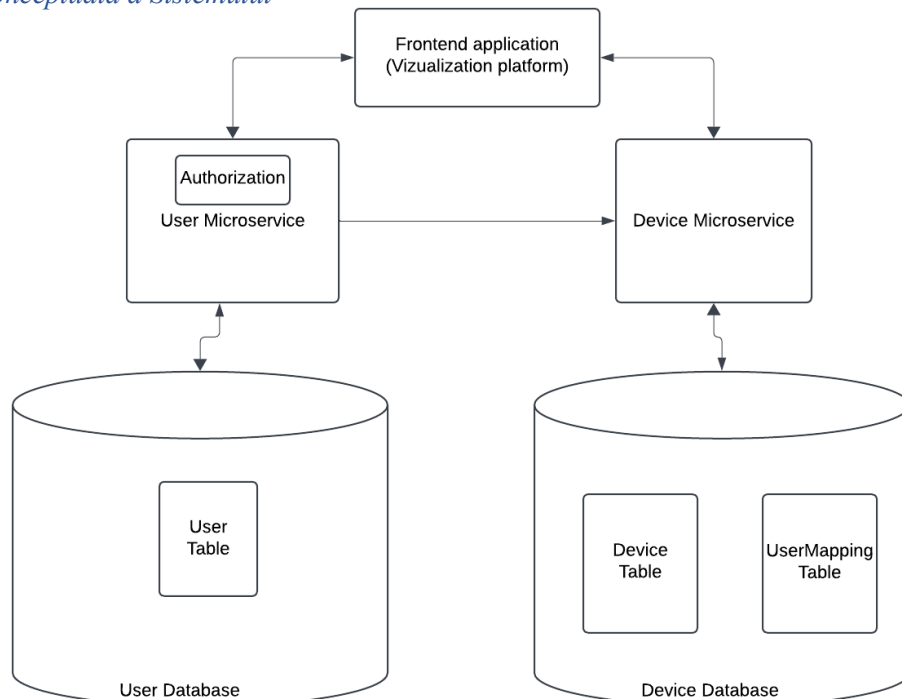 a Sistemului
Frontend application
(Vizualization platform)
Authorization
User Microservice
Device Microservice
User
Table
Device
Table
UserMapping
Table
User Database
Device Database